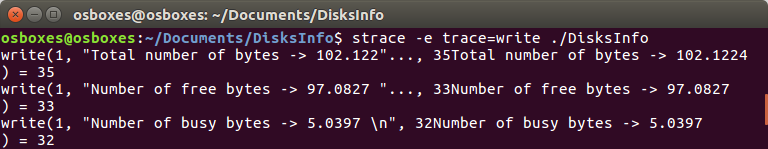 osboxes@osboxes: ~/Documents/DisksInfo
osboxes@osboxes:~/Documents/DisksInfo$ strace -e trace=write ./DisksInfo
write(1, "Total number of bytes -> 102.122"..., 35Total number of bytes -> 102.1224
) = 35
write(1, "Number of free bytes -> 97.0827 "..., 33Number of free bytes -> 97.0827
) = 33
write(1, "Number of busy bytes -> 5.0397 \n", 32Number of busy bytes -> 5.0397
) = 32